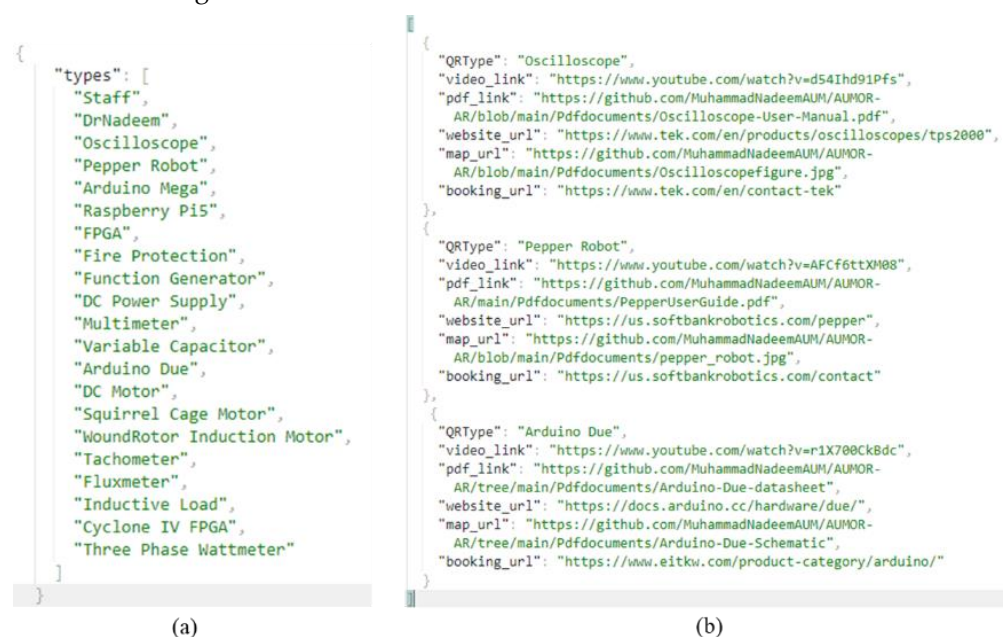 {
"types": [
"Staff",
"DrNadeem",
"Oscilloscope",
"Pepper Robot",
"Arduino Mega",
"Raspberry Pi5",
"FPGA",
"Fire Protection",
"Function Generator",
"DC Power Supply",
"Multimeter",
"Variable Capacitor",
"Arduino Due",
"DC Motor",
"Squirrel Cage Motor",
"WoundRotor Induction Motor",
"Tachometer",
"Fluxmeter",
"Inductive Load",
"Cyclone IV FPGA",
"Three Phase Wattmeter"
]
}
(a)
[
{
"QRType": "Oscilloscope",
"video_link": "https://www.youtube.com/watch?v=d54Ihd91Pfs",
"pdf_link": "https://github.com/MuhammadNadeemAUM/AUMOR-
AR/blob/main/Pdfdocuments/Oscilloscope-User-Manual.pdf",
"website_url": "https://www.tek.com/en/products/oscilloscopes/tps2000",
"map_url": "https://github.com/MuhammadNadeemAUM/AUMOR-
AR/blob/main/Pdfdocuments/Oscilloscopefigure.jpg",
"booking_url": "https://www.tek.com/en/contact-tek"
},
{
"QRType": "Pepper Robot",
"video_link": "https://www.youtube.com/watch?v=AFCf6ttXM08",
"pdf_link": "https://github.com/MuhammadNadeemAUM/AUMOR-
AR/main/Pdfdocuments/PepperUserGuide.pdf",
"website_url": "https://us.softbankrobotics.com/pepper",
"map_url": "https://github.com/MuhammadNadeemAUM/AUMOR-
AR/blob/main/Pdfdocuments/pepper_robot.jpg",
"booking_url": "https://us.softbankrobotics.com/contact"
},
{
"QRType": "Arduino Due",
"video_link": "https://www.youtube.com/watch?v=r1X700CkBdc",
"pdf_link": "https://github.com/MuhammadNadeemAUM/AUMOR-
AR/tree/main/Pdfdocuments/Arduino-Due-datasheet",
"website_url": "https://docs.arduino.cc/hardware/due/",
"map_url": "https://github.com/MuhammadNadeemAUM/AUMOR-
AR/tree/main/Pdfdocuments/Arduino-Due-Schematic",
"booking_url": "https://www.eitkw.com/product-category/arduino/"
}
]
(b)